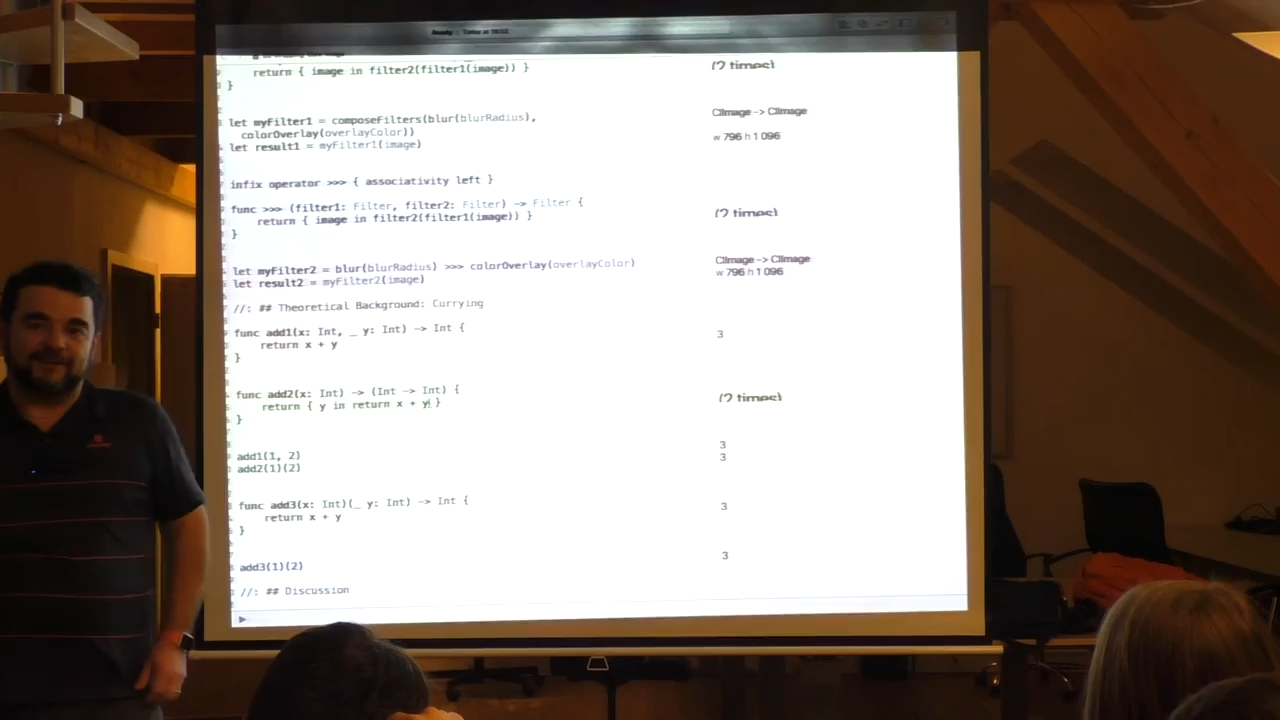 Ready | Today at
return { image in filter2(filter1(image)) }
(2 times)
}
let myFilter1 = composeFilters(blur(blurRadius),
CIImage -> CIImage
colorOverlay(overlayColor))
w 796 h 1 096
let result1 = myFilter1(image)
infix operator >>> { associativity left }
func >>> (filter1: Filter, filter2: Filter) -> Filter {
(2 times)
return { image in filter2(filter1(image)) }
}
let myFilter2 = blur(blurRadius) >>> colorOverlay(overlayColor)
CIImage -> CIImage
let result2 = myFilter2(image)
w 796 h 1 096
//: ## Theoretical Background: Currying
func add1(x: Int, _ y: Int) -> Int {
return x + y
3
}
func add2(x: Int) -> (Int -> Int) {
return { y in return x + y }
(2 times)
}
add1(1, 2)
3
add2(1)(2)
3
func add3(x: Int)(_ y: Int) -> Int {
return x + y
3
}
add3(1)(2)
3
//: ## Discussion